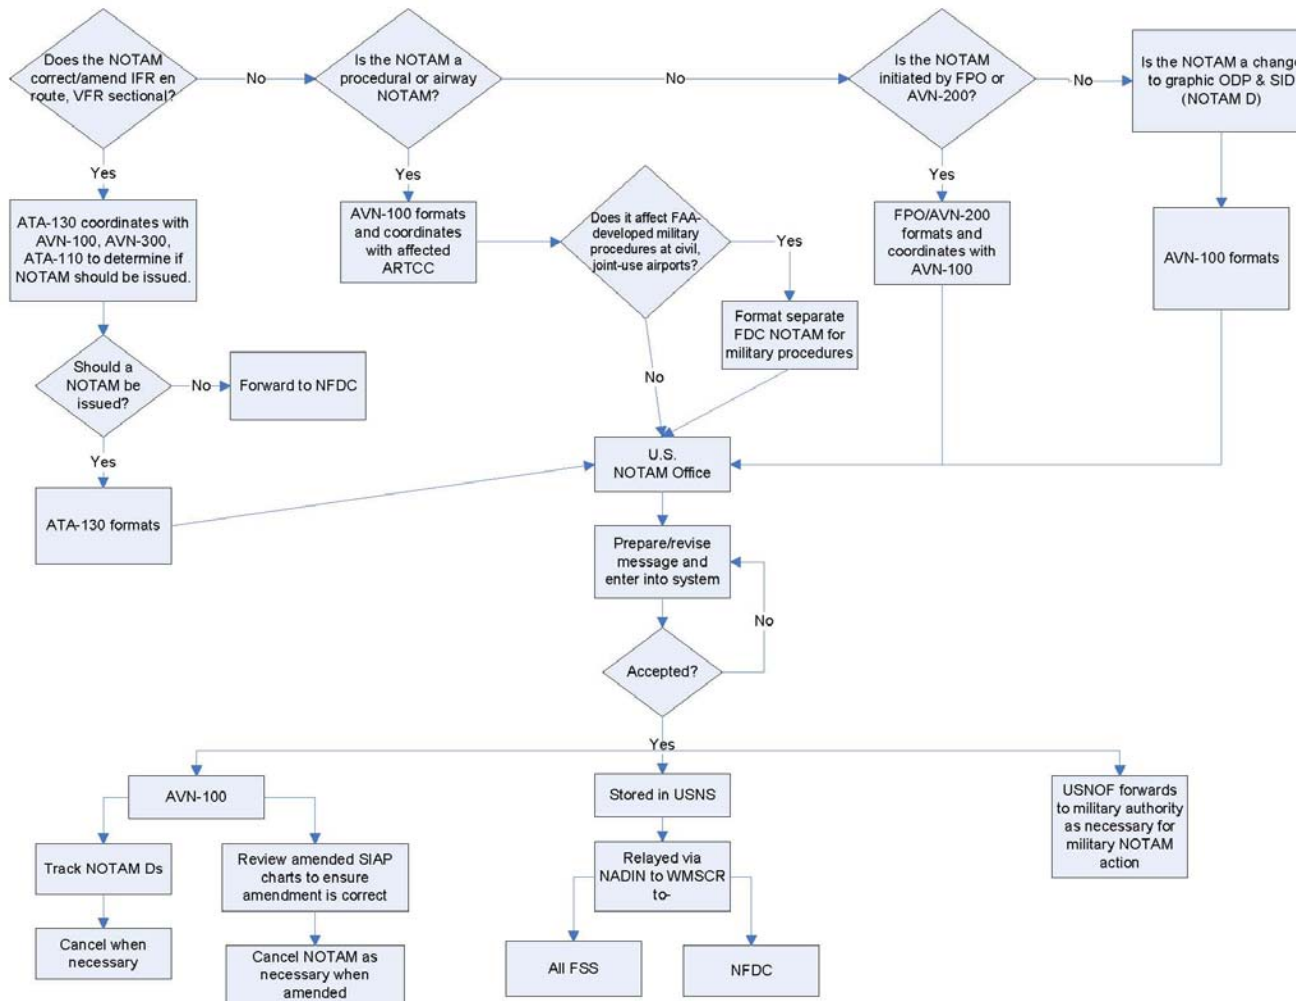 Does the NOTAM
correct/amend IFR en
route, VFR sectional?
No
Is the NOTAM a
procedural or airway
NOTAM?
No
Is the NOTAM
initiated by FPO or
AVN-200?
No
Is the NOTAM a change
to graphic ODP & SID
(NOTAM D)
Yes
Yes
Yes
ATA-130 coordinates with
AVN-100, AVN-300,
ATA-110 to determine if
NOTAM should be issued.
AVN-100 formats
and coordinates
with affected
ARTCC
Does it affect FAA-
developed military
procedures at civil,
joint-use airports?
Yes
FPO/AVN-200
formats and
coordinates with
AVN-100
AVN-100 formats
Format separate
FDC NOTAM for
military procedures
No
Should a
NOTAM be
issued?
No
Forward to NFDC
Yes
ATA-130 formats
U.S.
NOTAM Office
Prepare/revise
message and
enter into system
No
Accepted?
Yes
AVN-100
Stored in USNS
USNOF forwards
to military authority
as necessary for
military NOTAM
action
Track NOTAM Ds
Review amended SIAP
charts to ensure
amendment is correct
Relayed via
NADIN to WMSCR
to-
Cancel when
necessary
Cancel NOTAM as
necessary when
amended
All FSS
NFDC